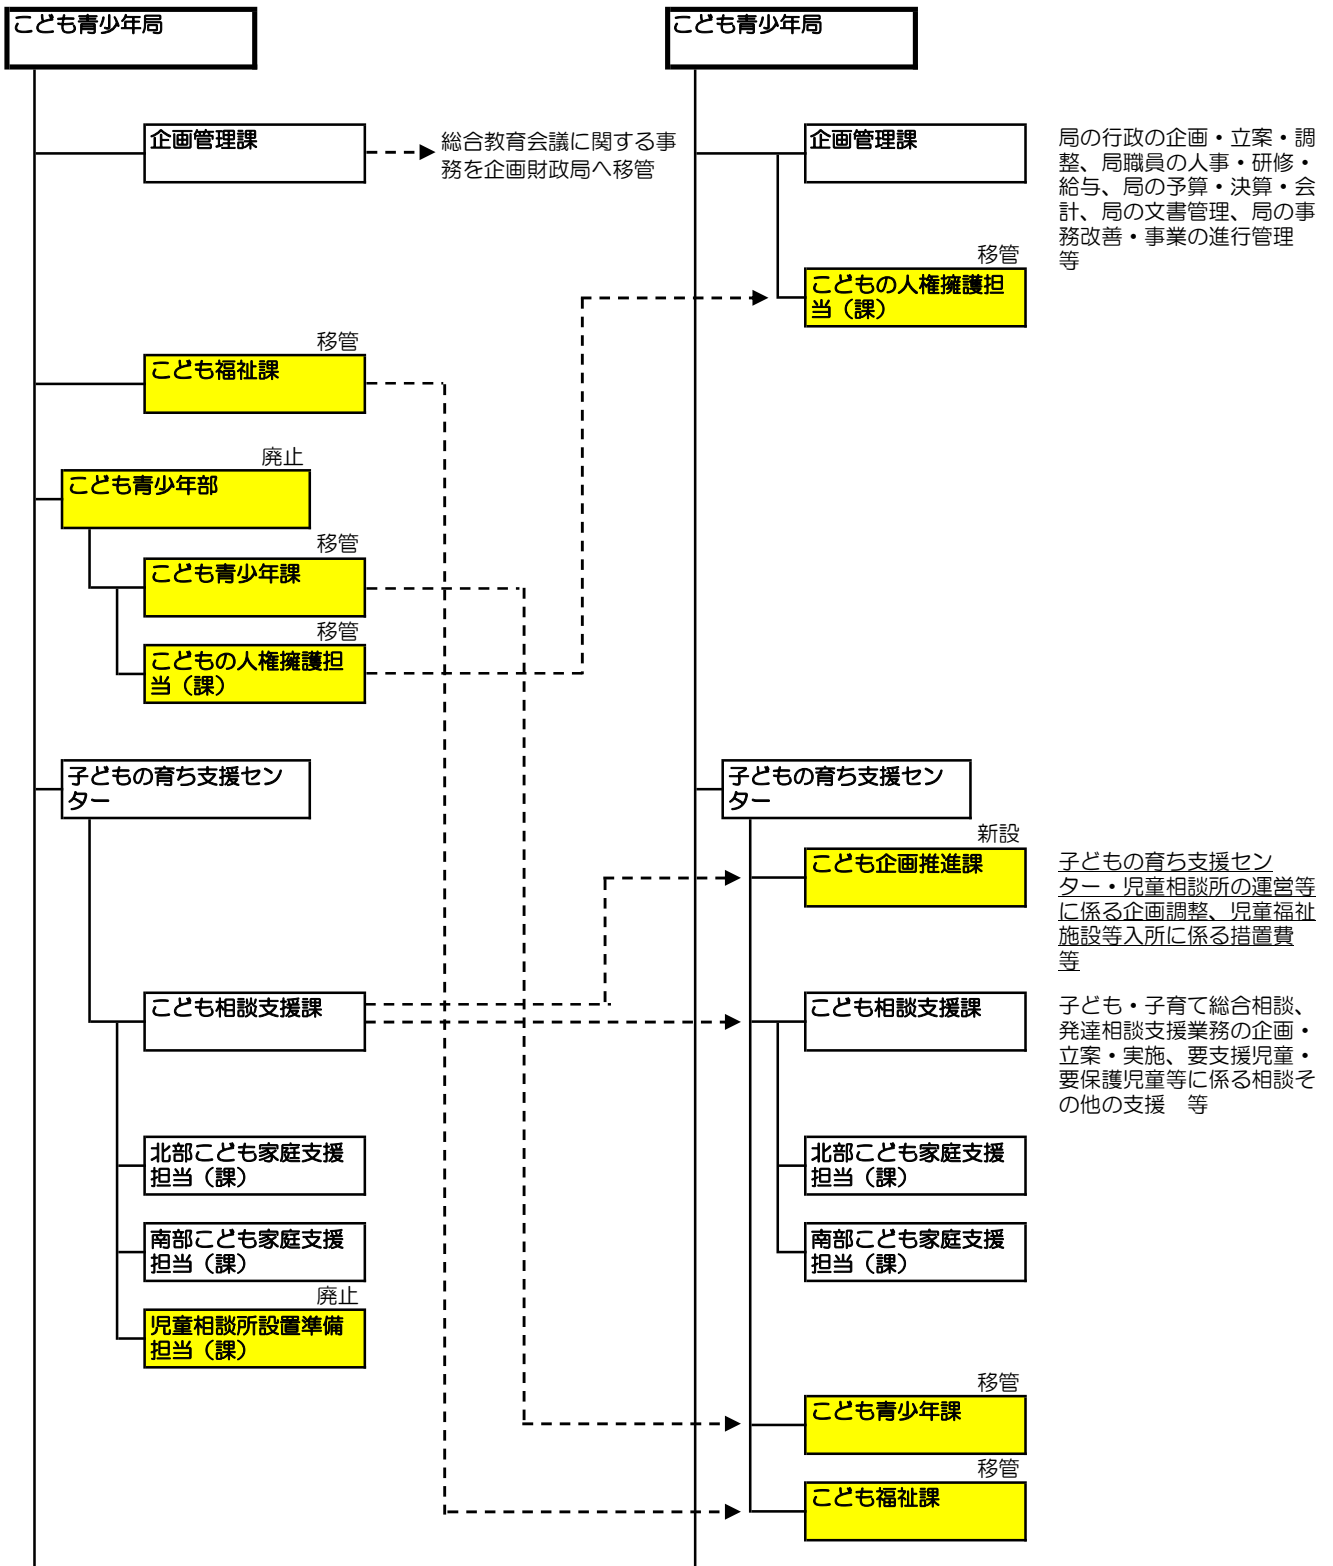 こども青少年局
企画管理課
総合教育会議に関する事
務を企画財政局へ移管
移管
こども福祉課
廃止
こども青少年部
移管
こども青少年課
移管
こどもの人権擁護担
当（課）
子どもの育ち支援セン
ター
こども相談支援課
北部こども家庭支援
担当（課）
南部こども家庭支援
担当（課）
廃止
児童相談所設置準備
担当（課）
こども青少年局
企画管理課
局の行政の企画・立案・調
整、局職員の人事・研修・
給与、局の予算・決算・会
計、局の文書管理、局の事
務改善・事業の進行管理
等
移管
こどもの人権擁護担
当（課）
子どもの育ち支援セン
ター
新設
こども企画推進課
子どもの育ち支援セン
ター・児童相談所の運営等
に係る企画調整、児童福祉
施設等入所に係る措置費
等
こども相談支援課
子ども・子育て総合相談、
発達相談支援業務の企画・
立案・実施、要支援児童・
要保護児童等に係る相談そ
の他の支援　等
北部こども家庭支援
担当（課）
南部こども家庭支援
担当（課）
移管
こども青少年課
移管
こども福祉課